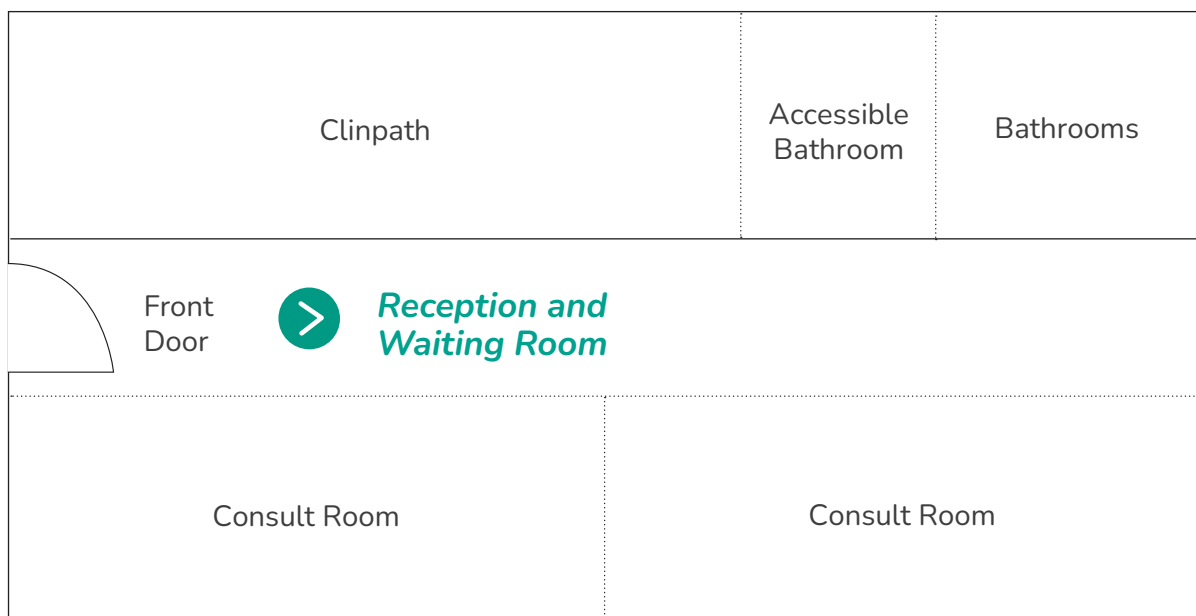 Clinpath
Accessible
Bathroom
Bathrooms
Front
Door
Reception and
Waiting Room
Consult Room
Consult Room